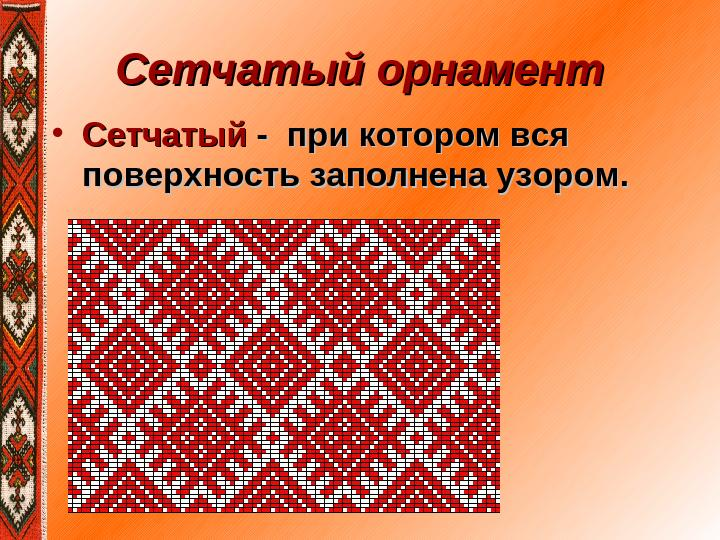 Сетчатый орнамент
• Сетчатый - при котором вся
поверхность заполнена узором.